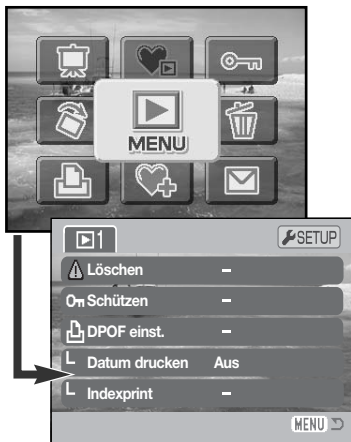 MENU
1
SETUP
Löschen –
Schützen –
DPOF einst. –
Datum drucken Aus
Indexprint –
MENU